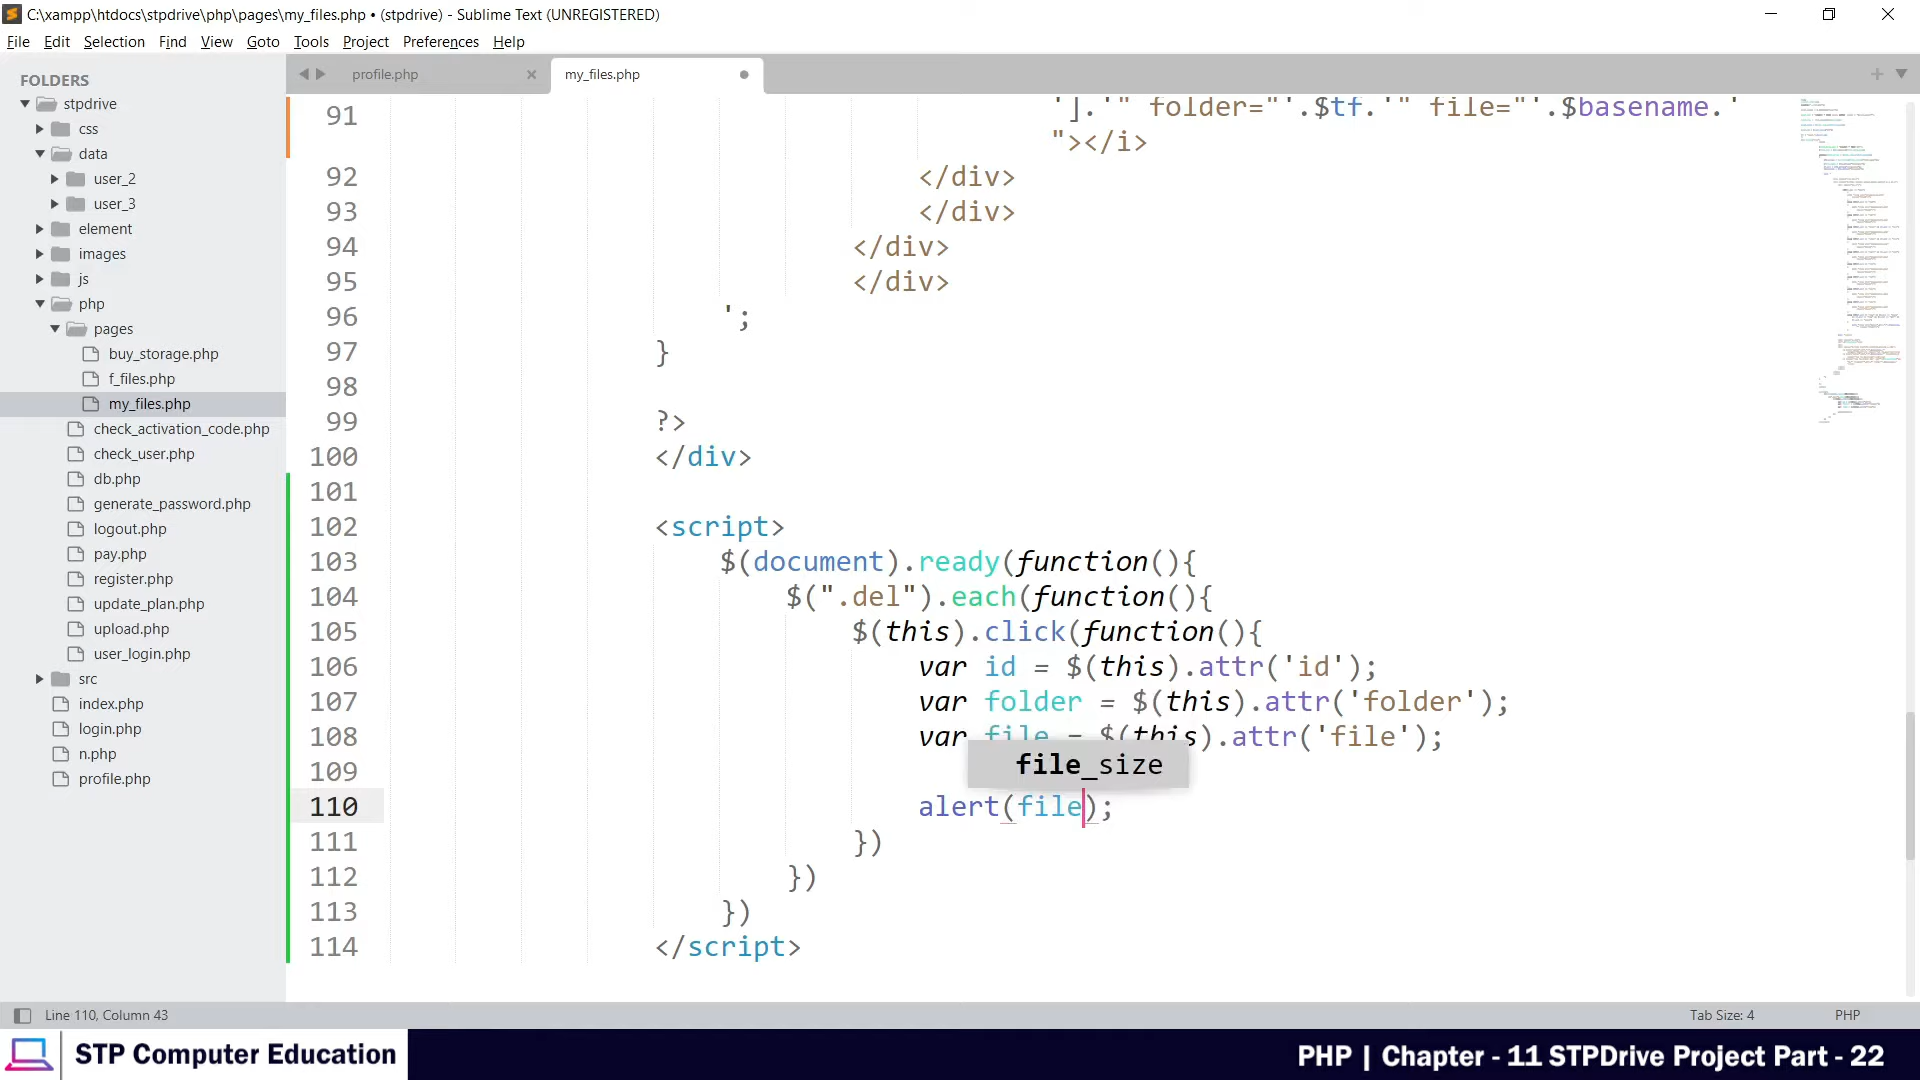 C:\xampp\htdocs\stpdrive\php\pages\my_files.php • (stpdrive) - Sublime Text (UNREGISTERED)
File Edit Selection Find View Goto Tools Project Preferences Help
FOLDERS
stpdrive
css
data
user_2
user_3
element
images
js
php
pages
buy_storage.php
f_files.php
my_files.php
check_activation_code.php
check_user.php
db.php
generate_password.php
logout.php
pay.php
register.php
update_plan.php
upload.php
user_login.php
src
index.php
login.php
n.php
profile.php
profile.php my_files.php
91 '].'" folder="'.$tf.'" file="'.$basename.'
"></i>
92 </div>
93 </div>
94 </div>
95 </div>
96 ';
97 }
98
99 ?>
100 </div>
101
102 <script>
103 $(document).ready(function(){
104 $(".del").each(function(){
105 $(this).click(function(){
106 var id = $(this).attr('id');
107 var folder = $(this).attr('folder');
108 var file = $(this).attr('file');
109 file_size
110 alert(file);
111 })
112 })
113 })
114 </script>
Line 110, Column 43 Tab Size: 4 PHP
STP Computer Education PHP | Chapter - 11 STPDrive Project Part - 22